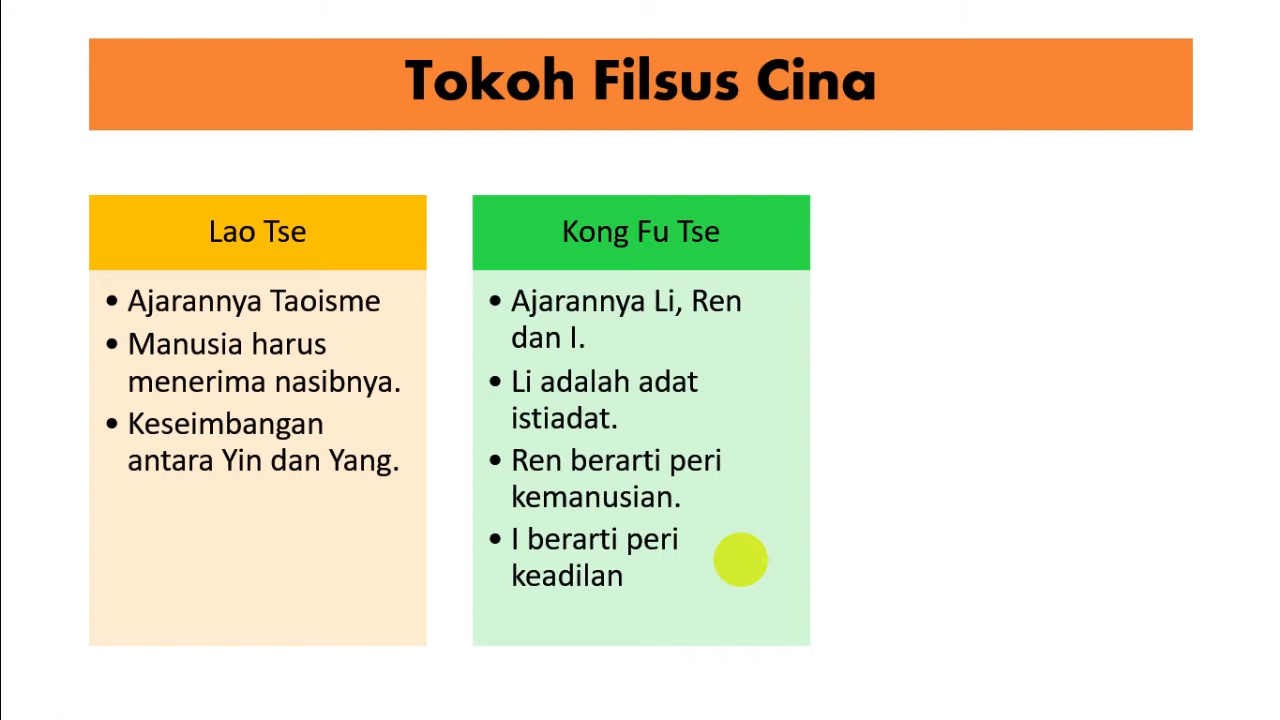 Tokoh Filsus Cina
Lao Tse
• Ajarannya Taoisme
• Manusia harus
menerima nasibnya.
• Keseimbangan
antara Yin dan Yang.
Kong Fu Tse
• Ajarannya Li, Ren
dan I.
• Li adalah adat
istiadat.
• Ren berarti peri
kemanusian.
• I berarti peri
keadilan